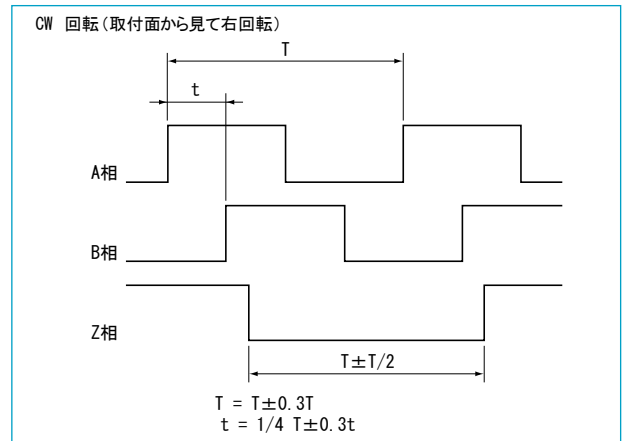 CW 回転(取付面から見て右回転)
T
t
A相
B相
Z相
T±T/2
T = T±0.3T
t = 1/4 T±0.3t